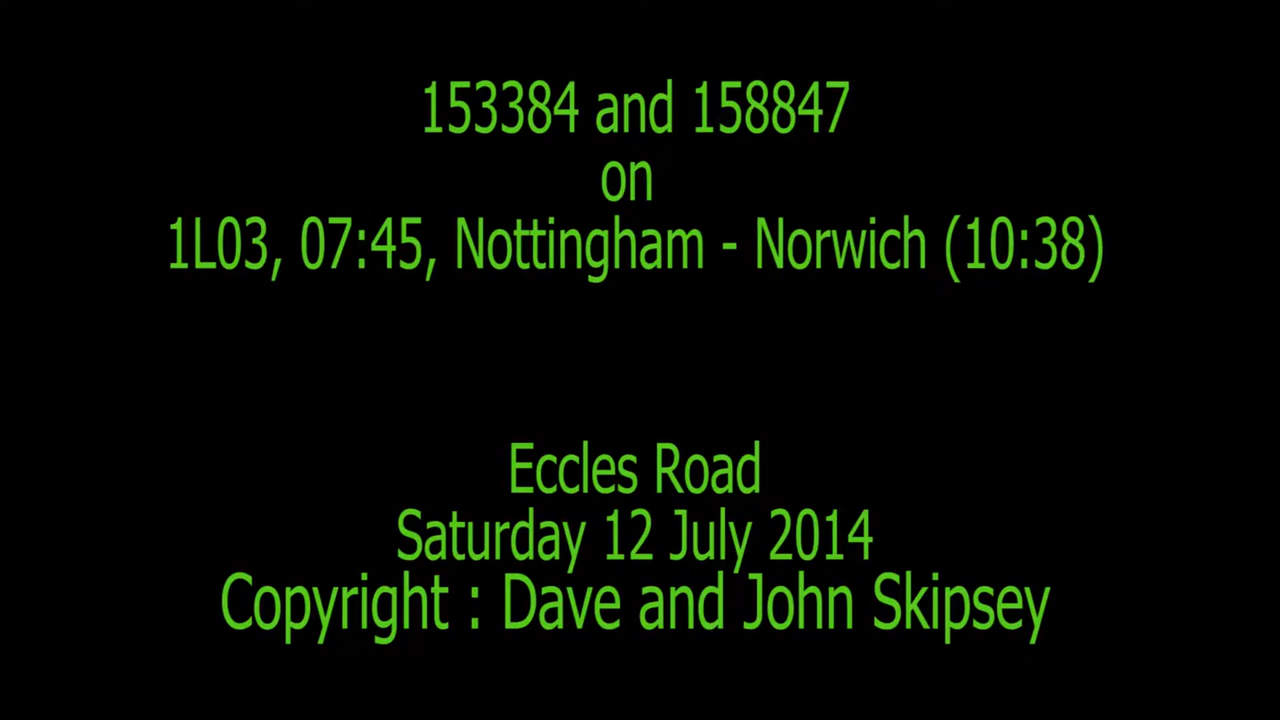 153384 and 158847
on
1L03, 07:45, Nottingham - Norwich (10:38)
Eccles Road
Saturday 12 July 2014
Copyright : Dave and John Skipsey